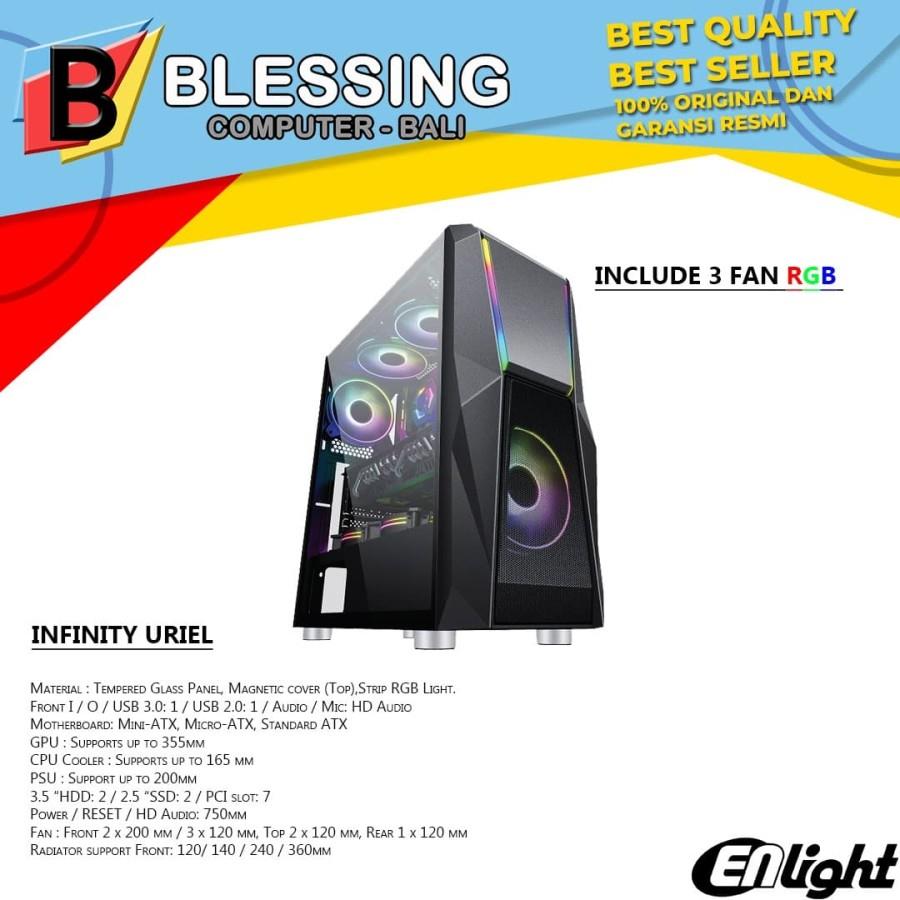 B BLESSING
COMPUTER - BALI
BEST QUALITY
BEST SELLER
100% ORIGINAL DAN
GARANSI RESMI
INCLUDE 3 FAN RGB
INFINITY URIEL
Material : Tempered Glass Panel, Magnetic cover (Top),Strip RGB Light.
Front I / O / USB 3.0: 1 / USB 2.0: 1 / Audio / Mic: HD Audio
Motherboard: Mini-ATX, Micro-ATX, Standard ATX
GPU : Supports up to 355mm
CPU Cooler : Supports up to 165 mm
PSU : Support up to 200mm
3.5 “HDD: 2 / 2.5 “SSD: 2 / PCI slot: 7
Power / RESET / HD Audio: 750mm
Fan : Front 2 x 200 mm / 3 x 120 mm, Top 2 x 120 mm, Rear 1 x 120 mm
Radiator support Front: 120/ 140 / 240 / 360mm
Enlight